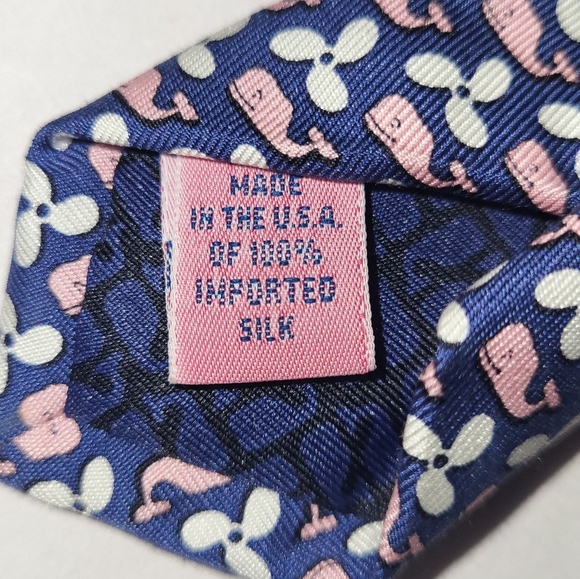 MADE
IN THE U.S.A.
OF 100%
IMPORTED
SILK